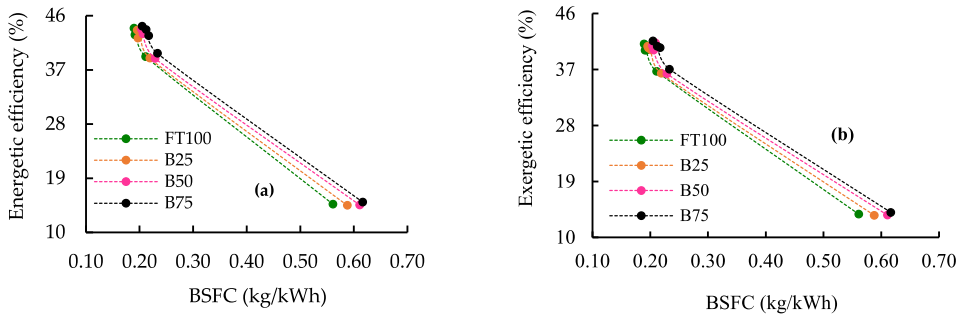 Energetic efficiency (%)
46
37
28
19
10
FT100
B25
B50
B75
(a)
0.10 0.20 0.30 0.40 0.50 0.60 0.70
BSFC (kg/kWh)
Exergetic efficiency (%)
46
37
28
19
10
FT100
B25
B50
B75
(b)
0.10 0.20 0.30 0.40 0.50 0.60 0.70
BSFC (kg/kWh)